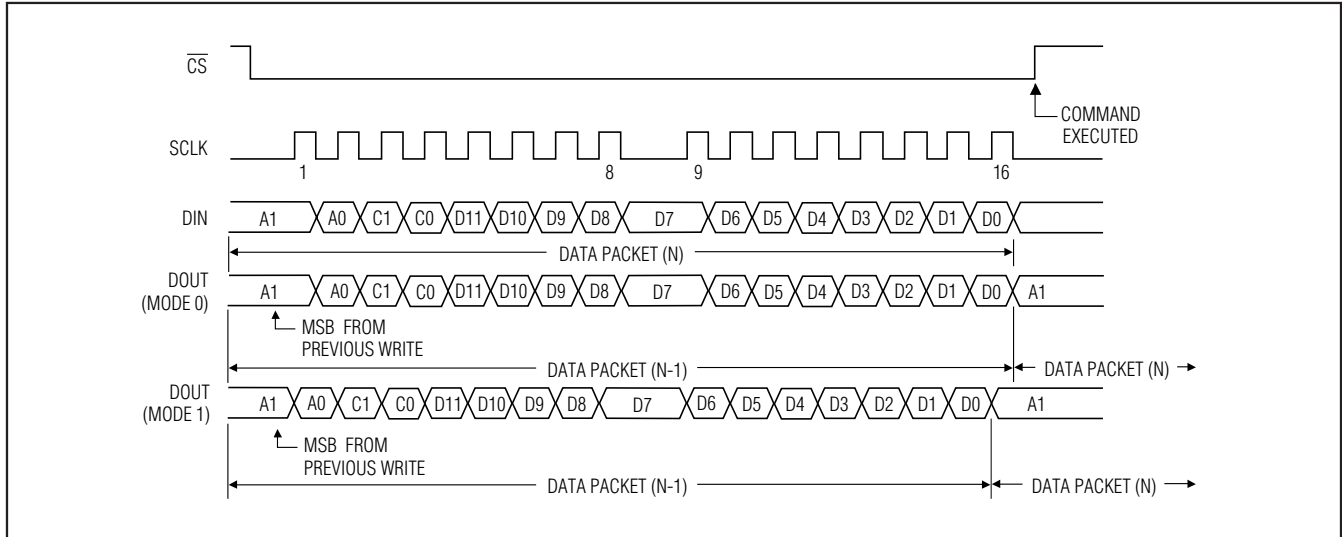 CS
COMMAND
EXECUTED
SCLK
1 8 9 16
DIN
A1 A0 C1 C0 D11 D10 D9 D8 D7 D6 D5 D4 D3 D2 D1 D0
DATA PACKET (N)
DOUT
(MODE 0)
A1 A0 C1 C0 D11 D10 D9 D8 D7 D6 D5 D4 D3 D2 D1 D0 A1
MSB FROM
PREVIOUS WRITE
DATA PACKET (N-1) DATA PACKET (N)
DOUT
(MODE 1)
A1 A0 C1 C0 D11 D10 D9 D8 D7 D6 D5 D4 D3 D2 D1 D0 A1
MSB FROM
PREVIOUS WRITE
DATA PACKET (N-1) DATA PACKET (N)